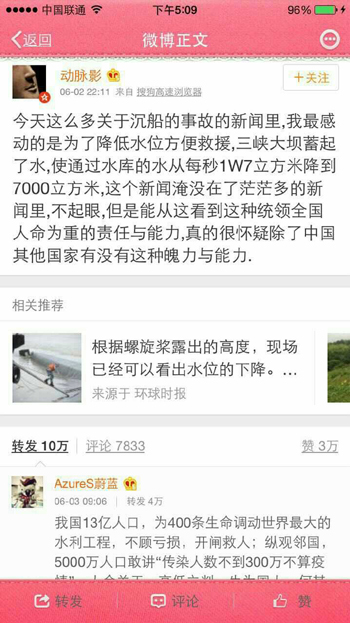 中国联通 下午5:09 96%
返回 微博正文
动脉影 +关注
06-02 22:11 来自 搜狗高速浏览器
今天这么多关于沉船的事故的新闻里,我最感
动的是为了降低水位方便救援,三峡大坝蓄起
了水,使通过水库的水从每秒1W7立方米降到
7000立方米,这个新闻淹没在了茫茫多的新
闻里,不起眼,但是能从这看到这种统领全国
人命为重的责任与能力,真的很怀疑除了中国
其他国家有没有这种魄力与能力.
相关推荐
根据螺旋桨露出的高度，现场
已经可以看出水位的下降。...
来源于 环球时报
转发 10万 评论 7833 赞 3万
AzureS蔚蓝
06-03 09:06 转发 4万
我国13亿人口，为400条生命调动世界最大的
水利工程，不顾亏损，开闸救人；纵观邻国，
5000万人口敢讲“传染人数不到300万不算疫
转发 评论 赞